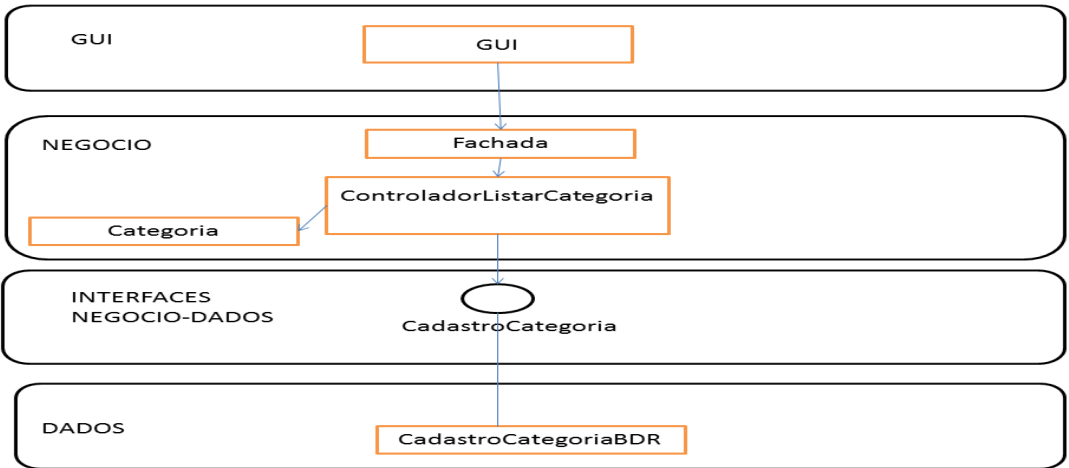 GUI
GUI
NEGOCIO
Fachada
ControladorListarCategoria
Categoria
INTERFACES
NEGOCIO-DADOS
CadastroCategoria
DADOS
CadastroCategoriaBDR